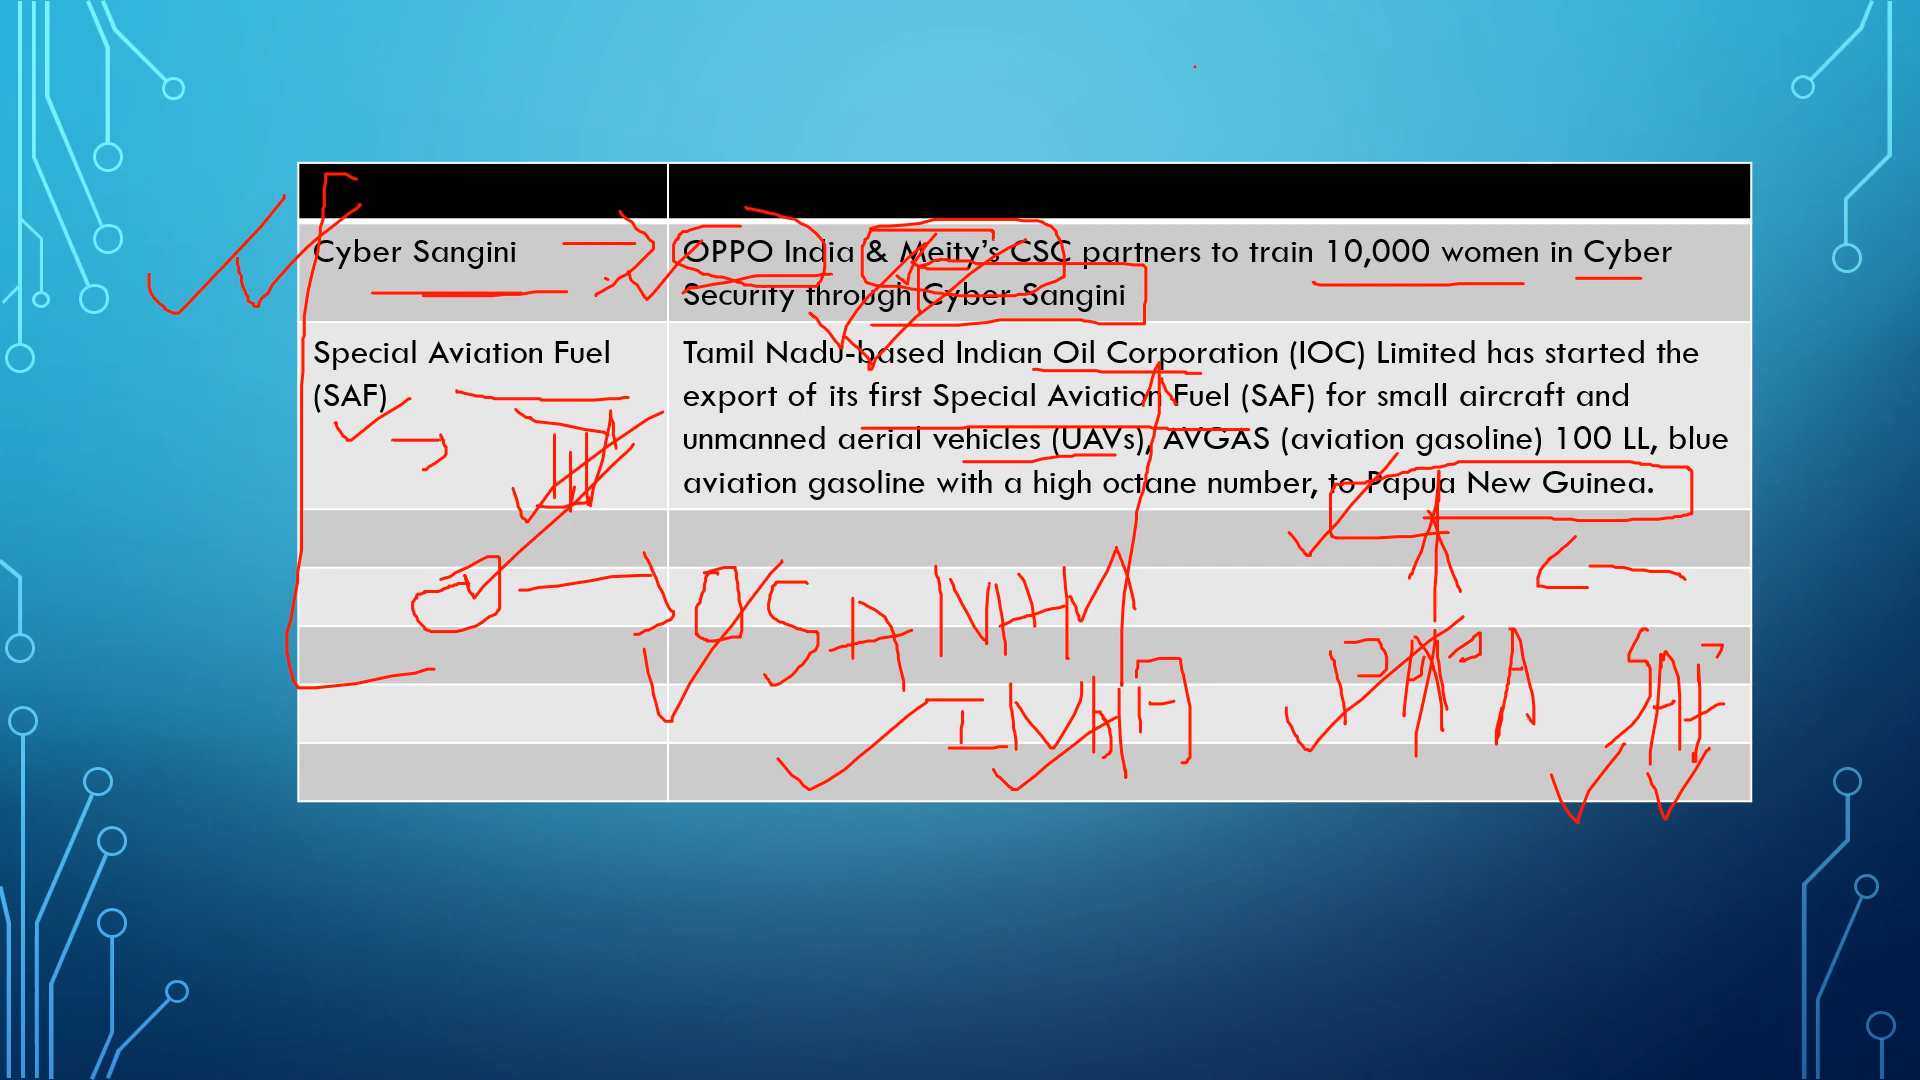 Cyber Sangini
OPPO India & Meity's CSC partners to train 10,000 women in Cyber
Security through Cyber Sangini
Special Aviation Fuel
(SAF)
Tamil Nadu-based Indian Oil Corporation (IOC) Limited has started the
export of its first Special Aviation Fuel (SAF) for small aircraft and
unmanned aerial vehicles (UAVs), AVGAS (aviation gasoline) 100 LL, blue
aviation gasoline with a high octane number, to Papua New Guinea.
PAPA SAF